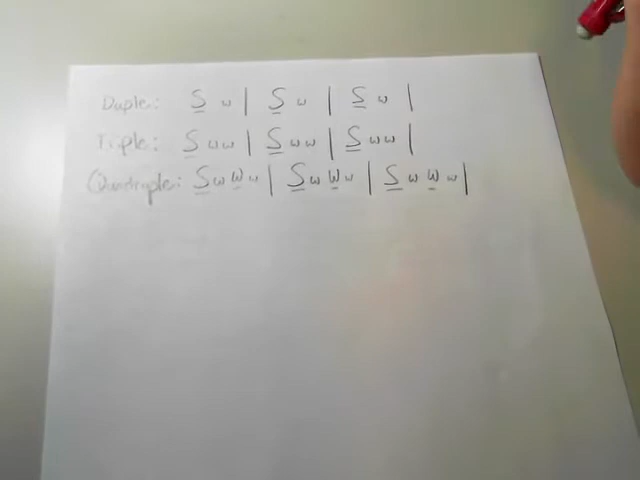 Duple: S w | S w | S w |
Triple: S w w | S w w | S w w |
Quadruple: S w w w | S w w w | S w w w |